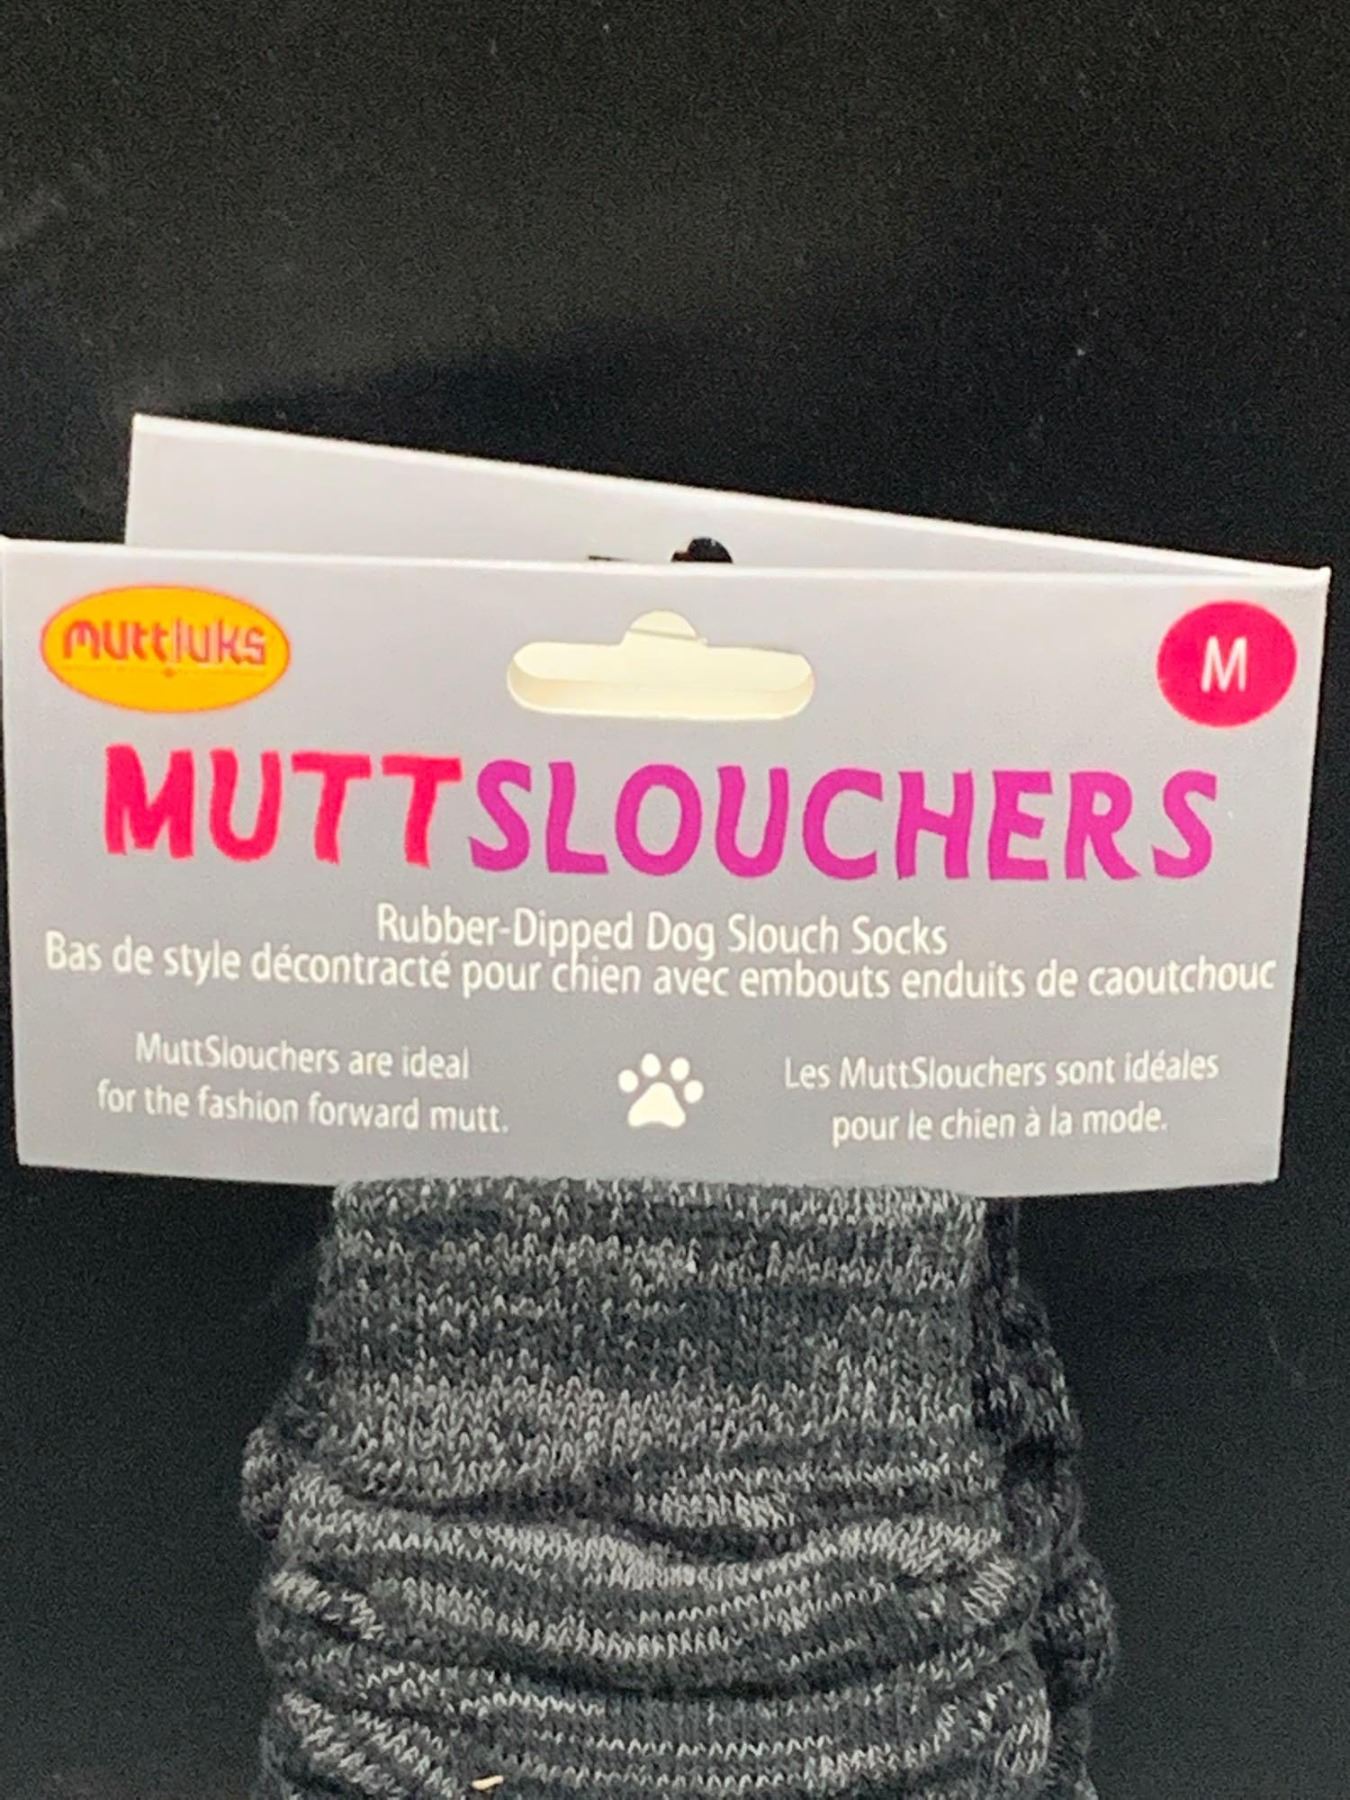 muttluks
M
MUTTSLOUCHERS
Rubber-Dipped Dog Slouch Socks
Bas de style décontracté pour chien avec embouts enduits de caoutchouc
MuttSlouchers are ideal
for the fashion forward mutt.
Les MuttSlouchers sont idéales
pour le chien à la mode.